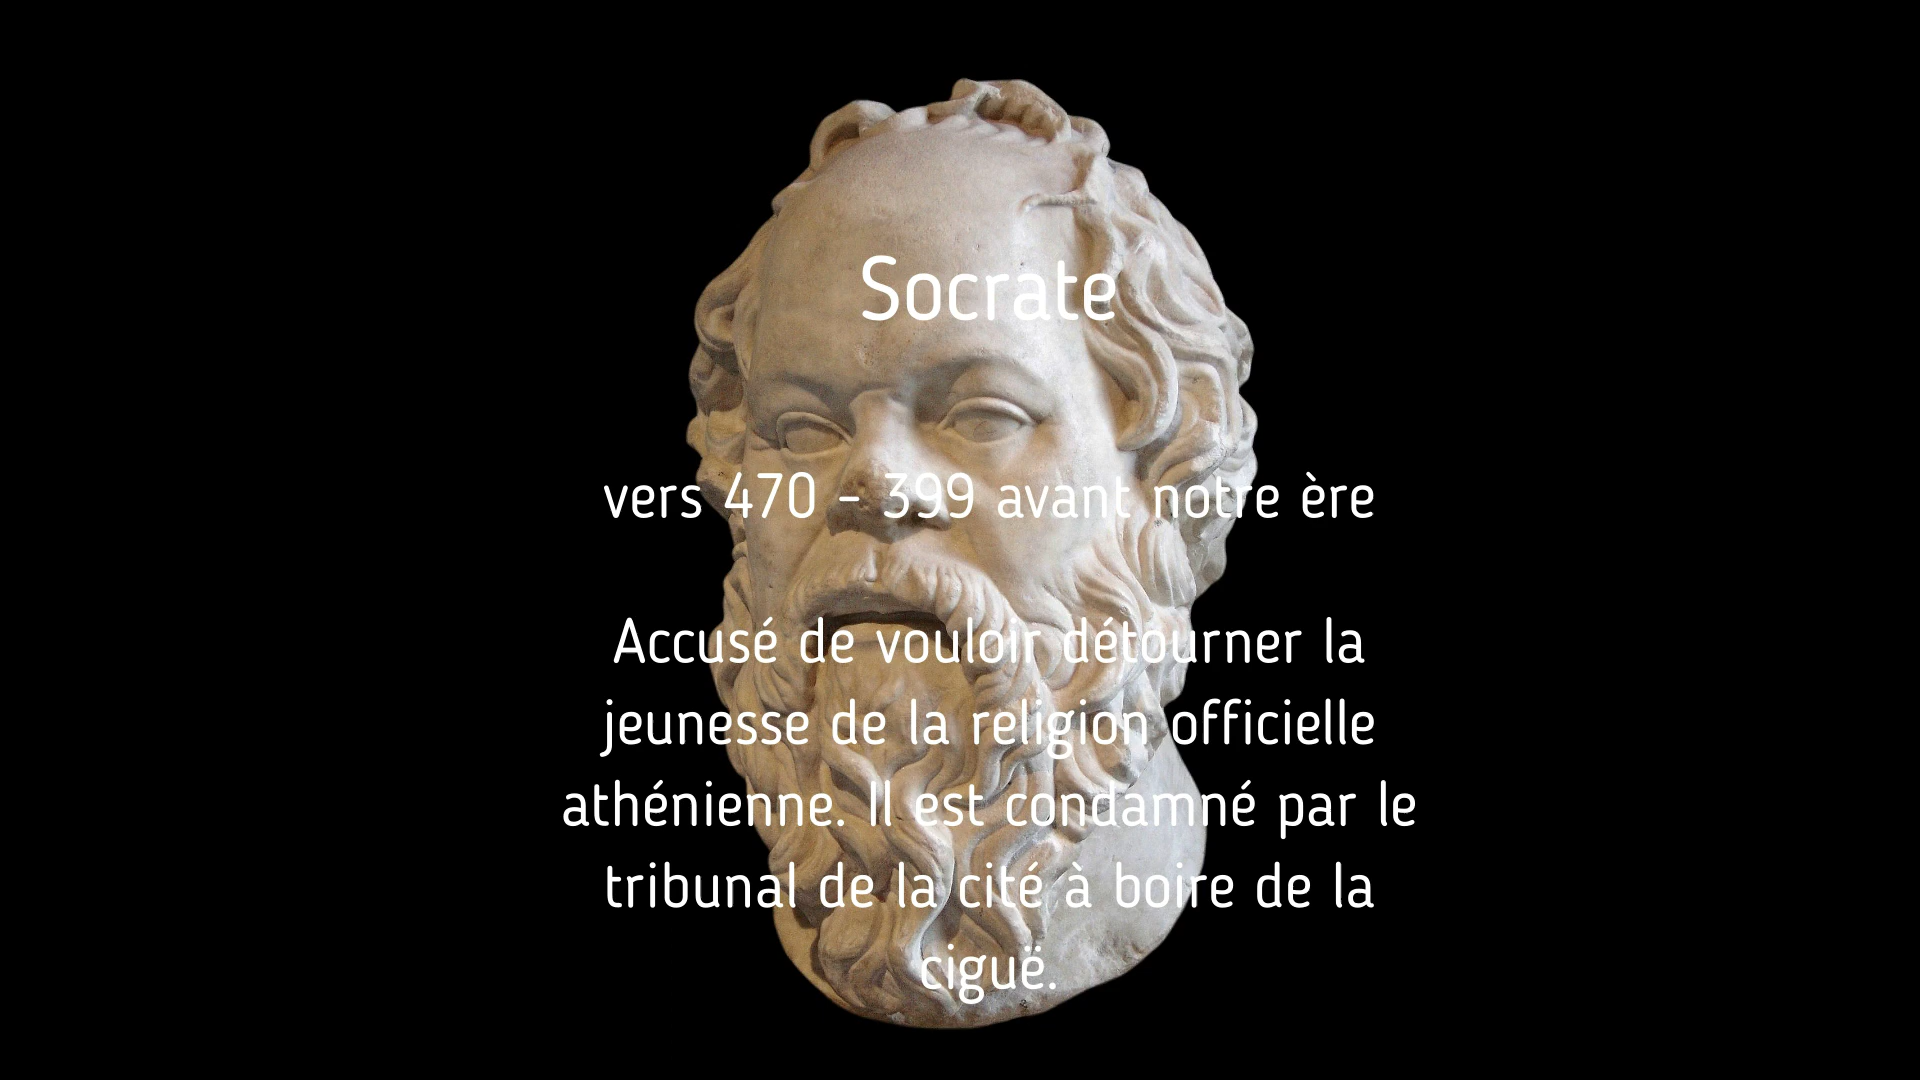 Socrate
vers 470 - 399 avant notre ère
Accusé de vouloir détourner la
jeunesse de la religion officielle
athénienne. Il est condamné par le
tribunal de la cité à boire de la
ciguë.